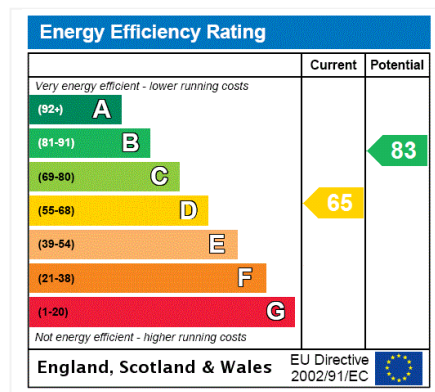 Energy Efficiency Rating
Current Potential
Very energy efficient - lower running costs
(92+) A
(81-91) B
83
(69-80) C
(55-68) D
65
(39-54) E
(21-38) F
(1-20) G
Not energy efficient - higher running costs
England, Scotland & Wales
EU Directive
2002/91/EC